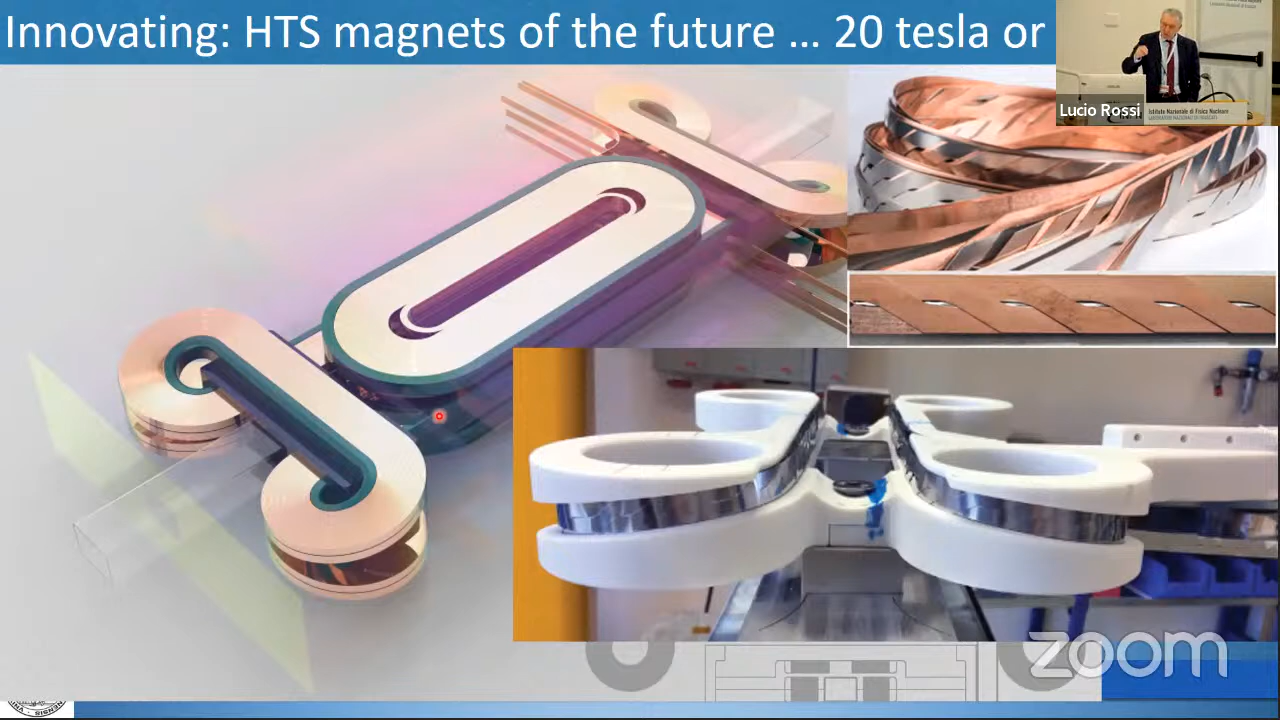 Innovating: HTS magnets of the future ... 20 tesla or
Lucio Rossi
Istituto Nazionale di Fisica Nucleare
LABORATORI NAZIONALI DI FRASCATI
zoom